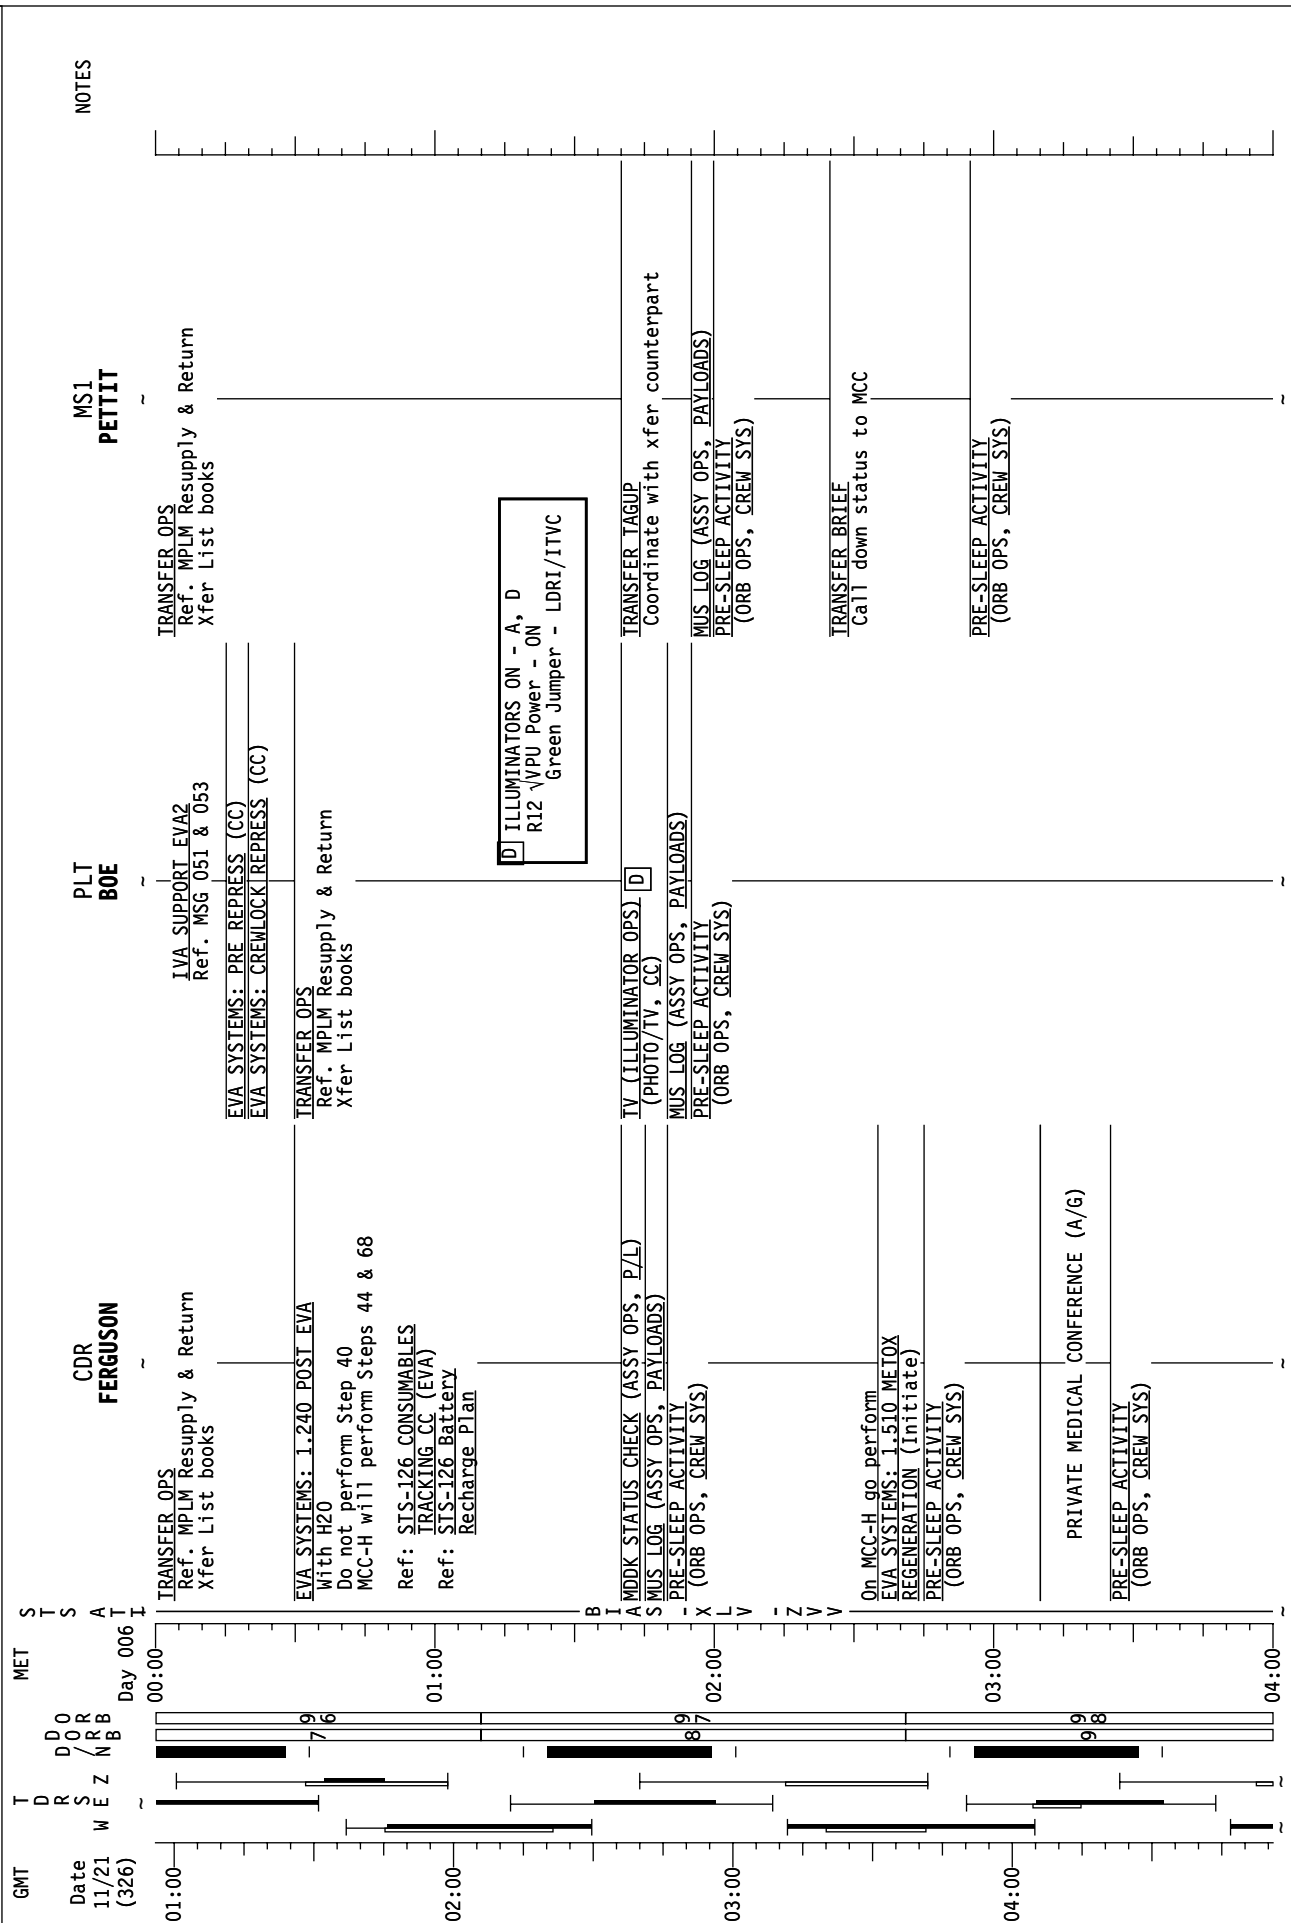 GMT
Date
11/21
(326)
01:00
02:00
03:00
04:00
T
D
R
S
W E Z
D
/
N
D
O
R
B
O
R
B
7
8
9
96
97
98
MET
Day 006
00:00
01:00
02:00
03:00
04:00
S
T
S
A
T
T
B
I
A
S
-
X
L
V
-
Z
V
V
CDR
FERGUSON
TRANSFER OPS
Ref. MPLM Resupply & Return
Xfer List books
EVA SYSTEMS: 1.240 POST EVA
With H2O
Do not perform Step 40
MCC-H will perform Steps 44 & 68
Ref: STS-126 CONSUMABLES
TRACKING CC (EVA)
Ref: STS-126 Battery
Recharge Plan
MDDK STATUS CHECK (ASSY OPS, P/L)
MUS LOG (ASSY OPS, PAYLOADS)
PRE-SLEEP ACTIVITY
(ORB OPS, CREW SYS)
On MCC-H go perform
EVA SYSTEMS: 1.510 METOX
REGENERATION (Initiate)
PRE-SLEEP ACTIVITY
(ORB OPS, CREW SYS)
PRIVATE MEDICAL CONFERENCE (A/G)
PRE-SLEEP ACTIVITY
(ORB OPS, CREW SYS)
PLT
BOE
IVA SUPPORT EVA2
Ref. MSG 051 & 053
EVA SYSTEMS: PRE REPRESS (CC)
EVA SYSTEMS: CREWLOCK REPRESS (CC)
TRANSFER OPS
Ref. MPLM Resupply & Return
Xfer List books
D ILLUMINATORS ON - A, D
R12 √VPU Power - ON
Green Jumper - LDRI/ITVC
TV (ILLUMINATOR OPS) D
(PHOTO/TV, CC)
MUS LOG (ASSY OPS, PAYLOADS)
PRE-SLEEP ACTIVITY
(ORB OPS, CREW SYS)
MS1
PETTIT
TRANSFER OPS
Ref. MPLM Resupply & Return
Xfer List books
TRANSFER TAGUP
Coordinate with xfer counterpart
MUS LOG (ASSY OPS, PAYLOADS)
PRE-SLEEP ACTIVITY
(ORB OPS, CREW SYS)
TRANSFER BRIEF
Call down status to MCC
PRE-SLEEP ACTIVITY
(ORB OPS, CREW SYS)
NOTES